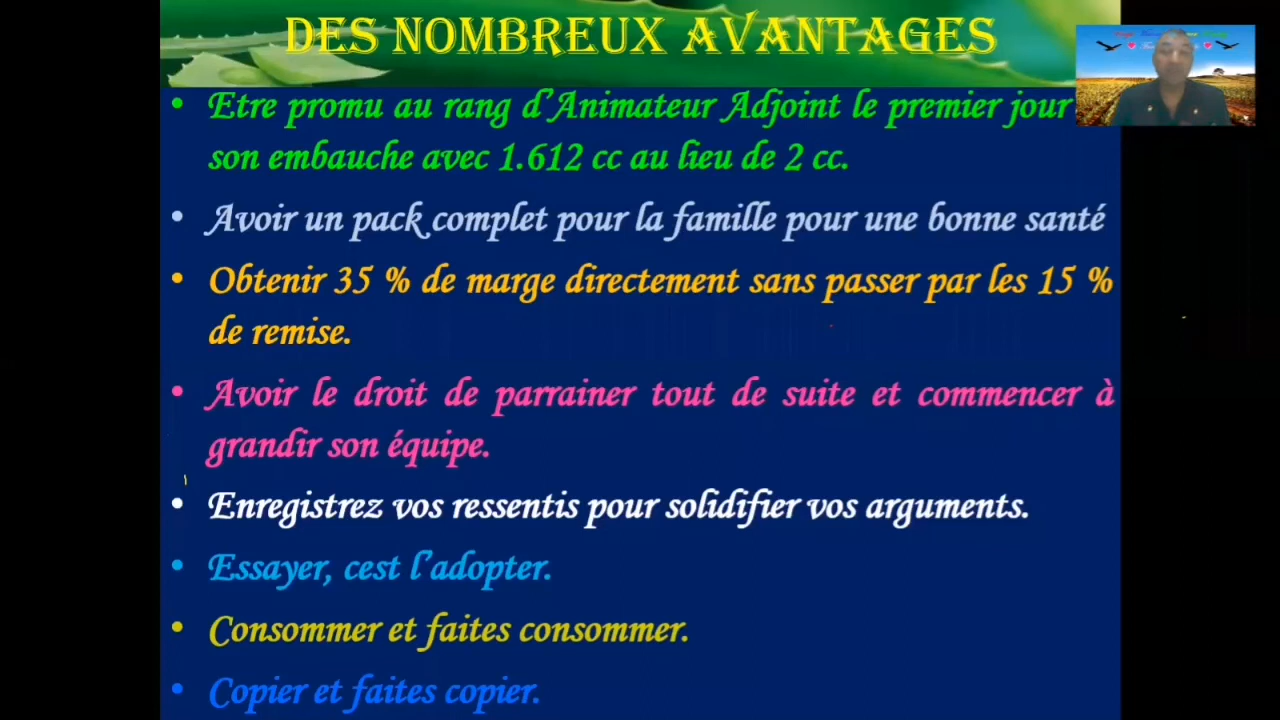 DES NOMBREUX AVANTAGES
• Etre promu au rang d'Animateur Adjoint le premier jour
son embauche avec 1.612 cc au lieu de 2 cc.
• Avoir un pack complet pour la famille pour une bonne santé
• Obtenir 35 % de marge directement sans passer par les 15 %
de remise.
• Avoir le droit de parrainer tout de suite et commencer à
grandir son équipe.
• Enregistrez vos ressentis pour solidifier vos arguments.
• Essayer, cest l'adopter.
• Consommer et faites consommer.
• Copier et faites copier.